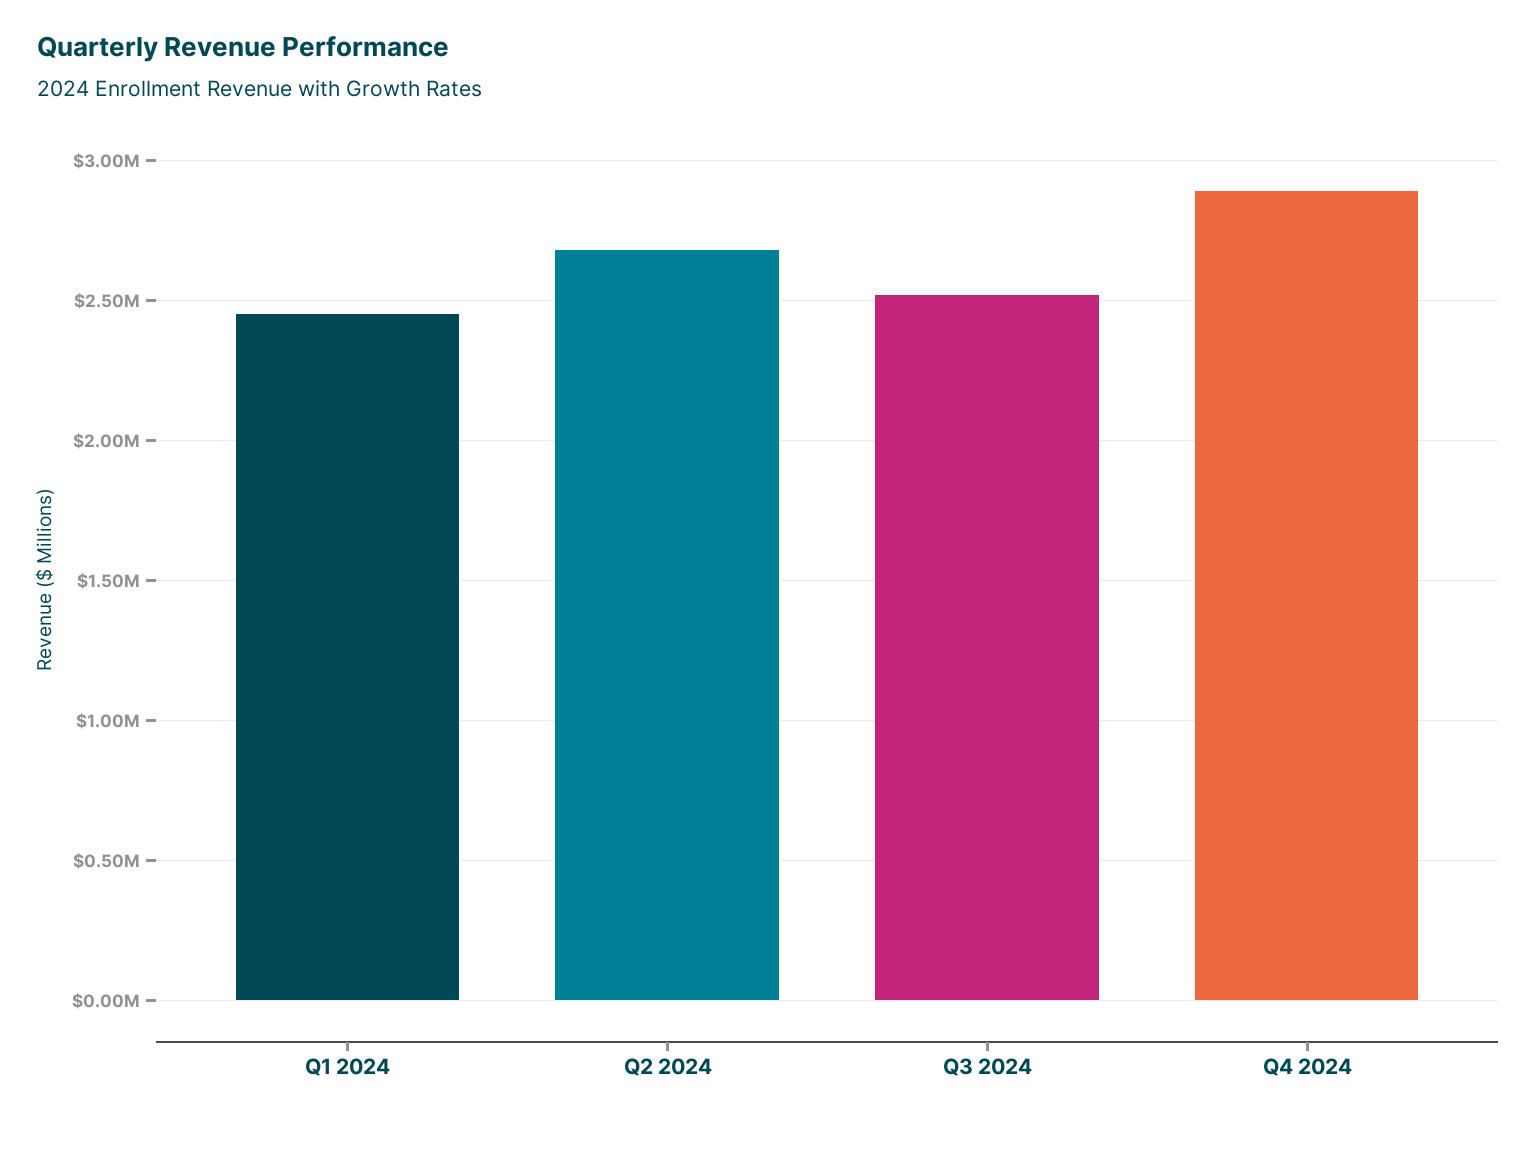 Quarterly Revenue Performance
2024 Enrollment Revenue with Growth Rates
$3.00M
$2.50M
$2.00M
$1.50M
$1.00M
$0.50M
$0.00M
Revenue ($ Millions)
Q1 2024
Q2 2024
Q3 2024
Q4 2024